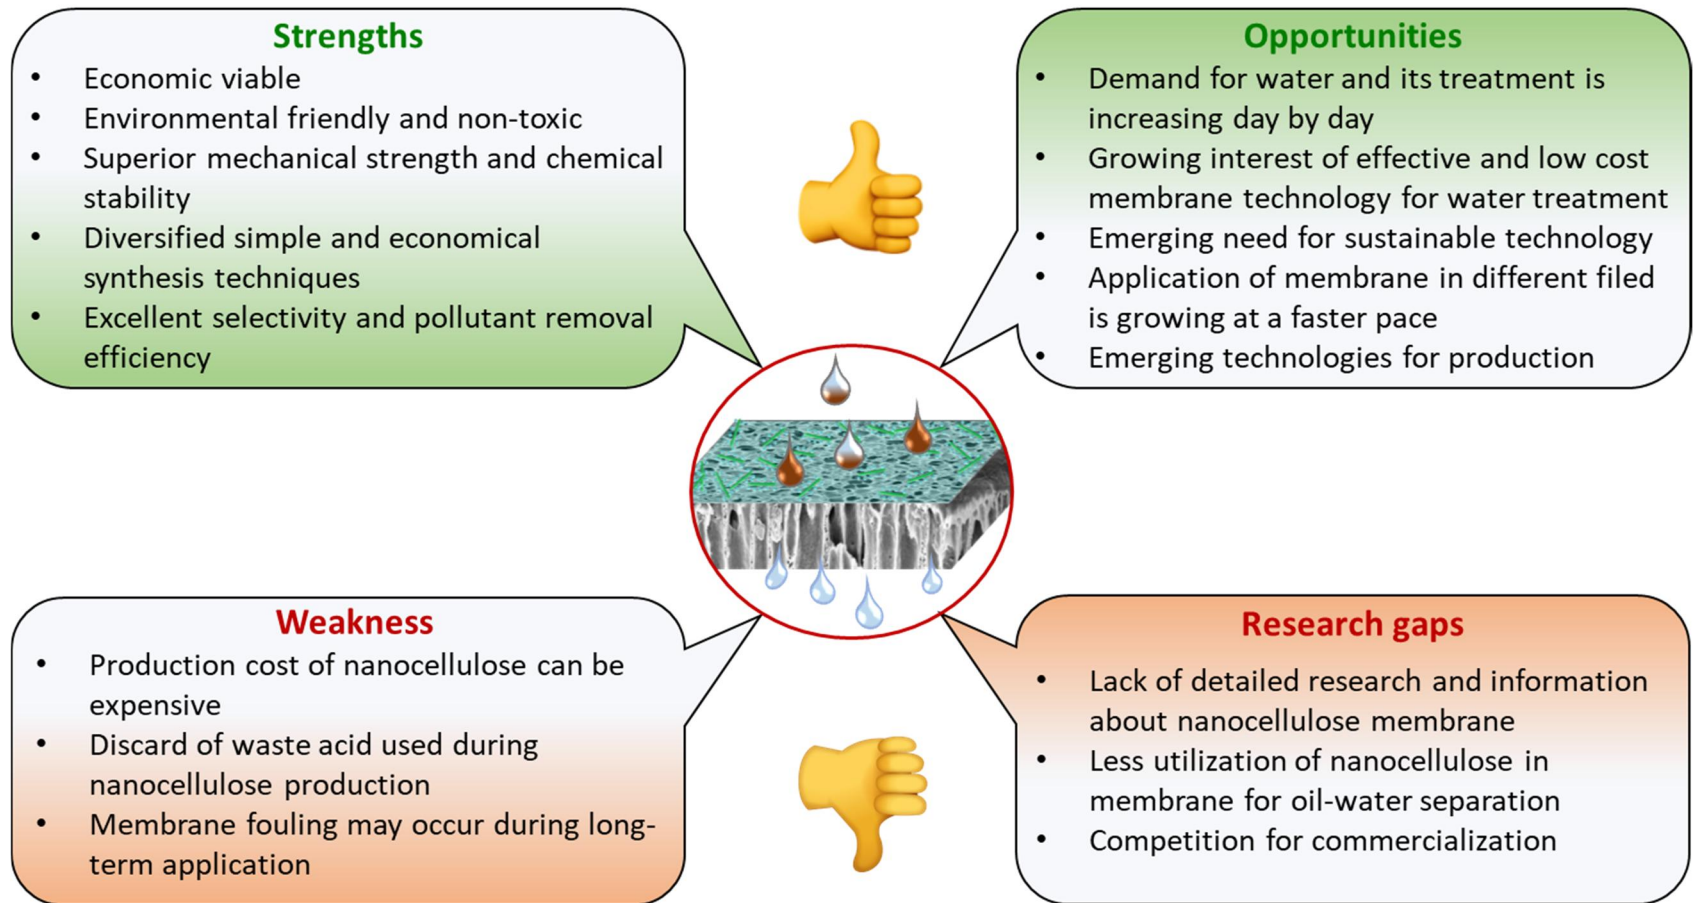 Strengths
• Economic viable
• Environmental friendly and non-toxic
• Superior mechanical strength and chemical
stability
• Diversified simple and economical
synthesis techniques
• Excellent selectivity and pollutant removal
efficiency
Opportunities
• Demand for water and its treatment is
increasing day by day
• Growing interest of effective and low cost
membrane technology for water treatment
• Emerging need for sustainable technology
• Application of membrane in different filed
is growing at a faster pace
• Emerging technologies for production
Weakness
• Production cost of nanocellulose can be
expensive
• Discard of waste acid used during
nanocellulose production
• Membrane fouling may occur during long-
term application
Research gaps
• Lack of detailed research and information
about nanocellulose membrane
• Less utilization of nanocellulose in
membrane for oil-water separation
• Competition for commercialization